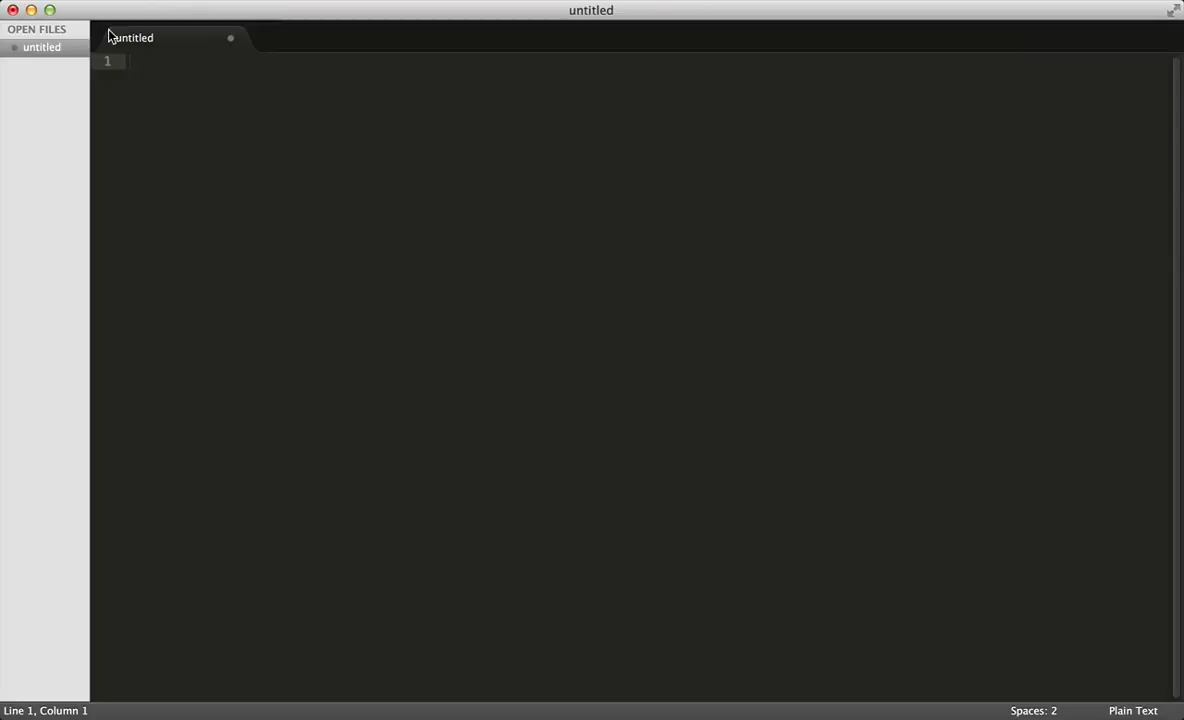 untitled
OPEN FILES
untitled
untitled
1
Line 1, Column 1
Spaces: 2
Plain Text